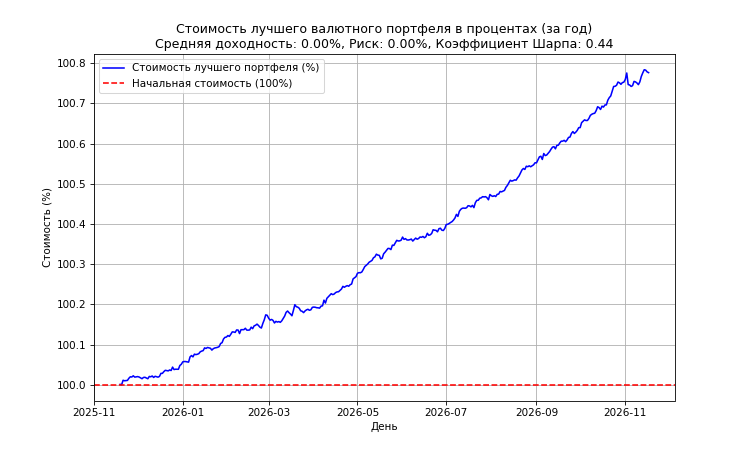 Стоимость лучшего валютного портфеля в процентах (за год)
Средняя доходность: 0.00%, Риск: 0.00%, Коэффициент Шарпа: 0.44
Стоимость лучшего портфеля (%)
Начальная стоимость (100%)
Стоимость (%)
100.8
100.7
100.6
100.5
100.4
100.3
100.2
100.1
100.0
2025-11 2026-01 2026-03 2026-05 2026-07 2026-09 2026-11
День